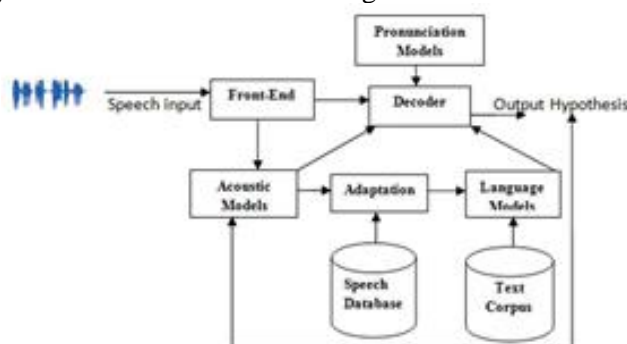 Pronunciation
Models
Speech input
Front-End
Decoder
Output Hypothesis
Acoustic
Models
Adaptation
Language
Models
Speech
Database
Text
Corpus